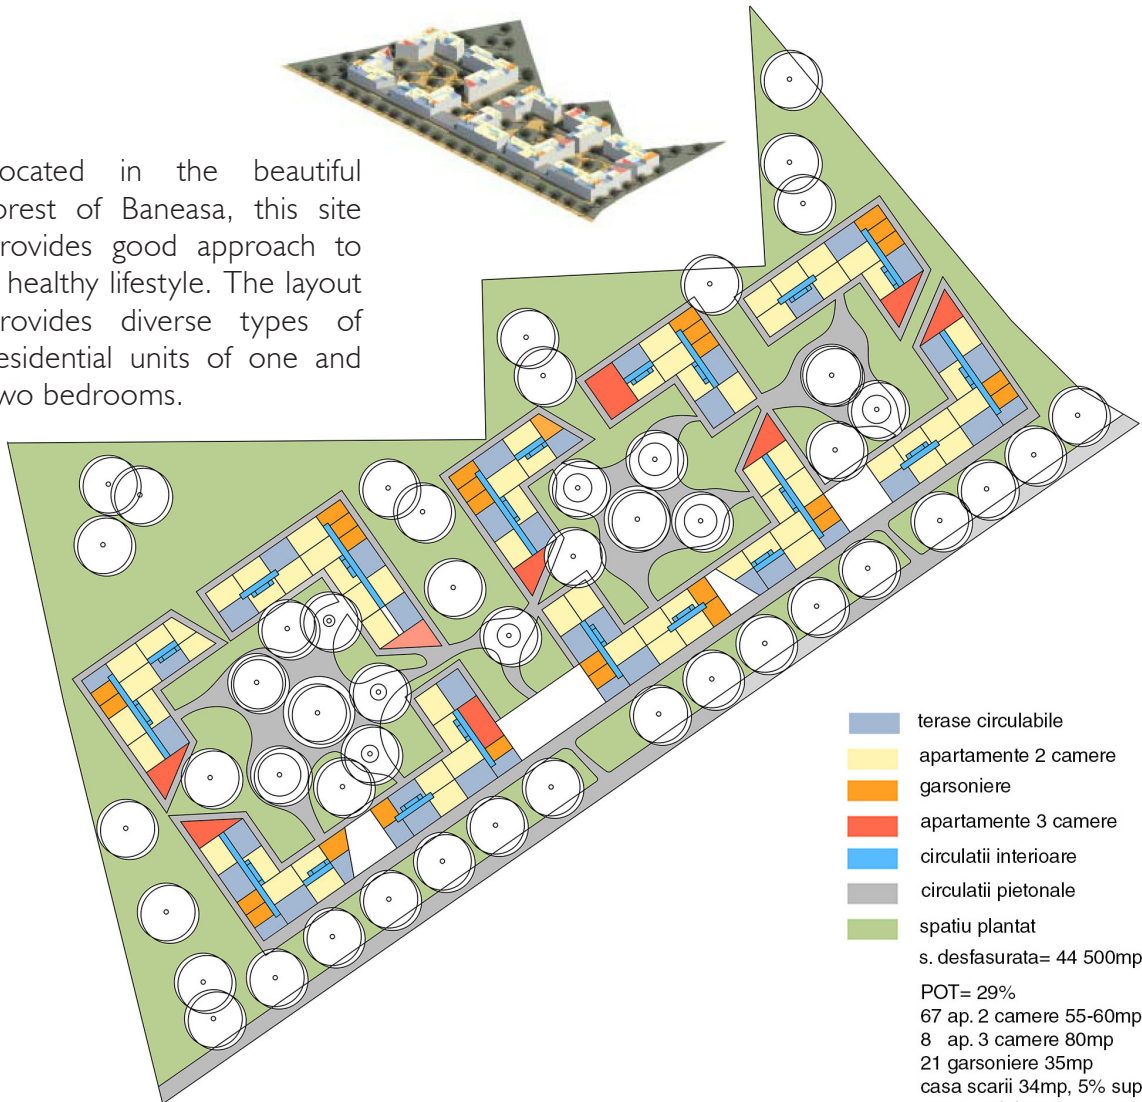 ocated in the beautiful
orest of Baneasa, this site
rovides good approach to
healthy lifestyle. The layout
rovides diverse types of
esidential units of one and
wo bedrooms.
terase circulabile
apartamente 2 camere
garsoniere
apartamente 3 camere
circulatii interioare
circulatii pietonale
spatiu plantat
s. desfasurata= 44 500mp
POT= 29%
67 ap. 2 camere 55-60mp
8 ap. 3 camere 80mp
21 garsoniere 35mp
casa scarii 34mp, 5% sup